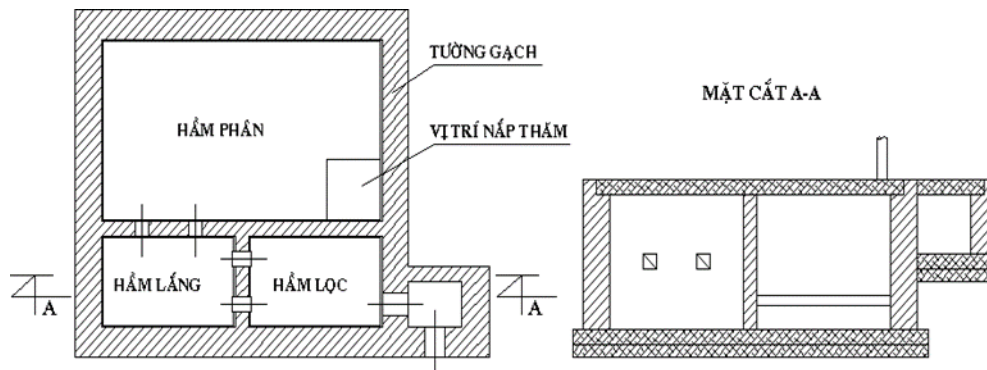 TƯỜNG GẠCH
MẶT CẮT A-A
HẦM PHÂN
VỊ TRÍ NẮP THĂM
HẦM LẮNG
HẦM LỌC
A
A